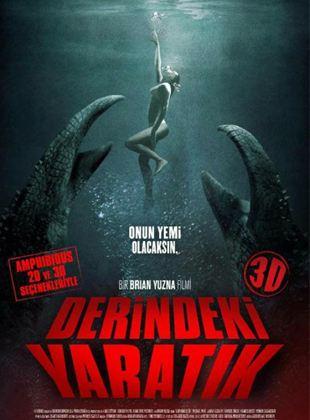 ONUN YEMİ
OLACAKSIN.
AMPHIBIOUS
2D VE 3D
SEÇENEKLERİYLE
BİR BRIAN YUZNA FİLMİ
3D
DERİNDEKİ
YARATIK